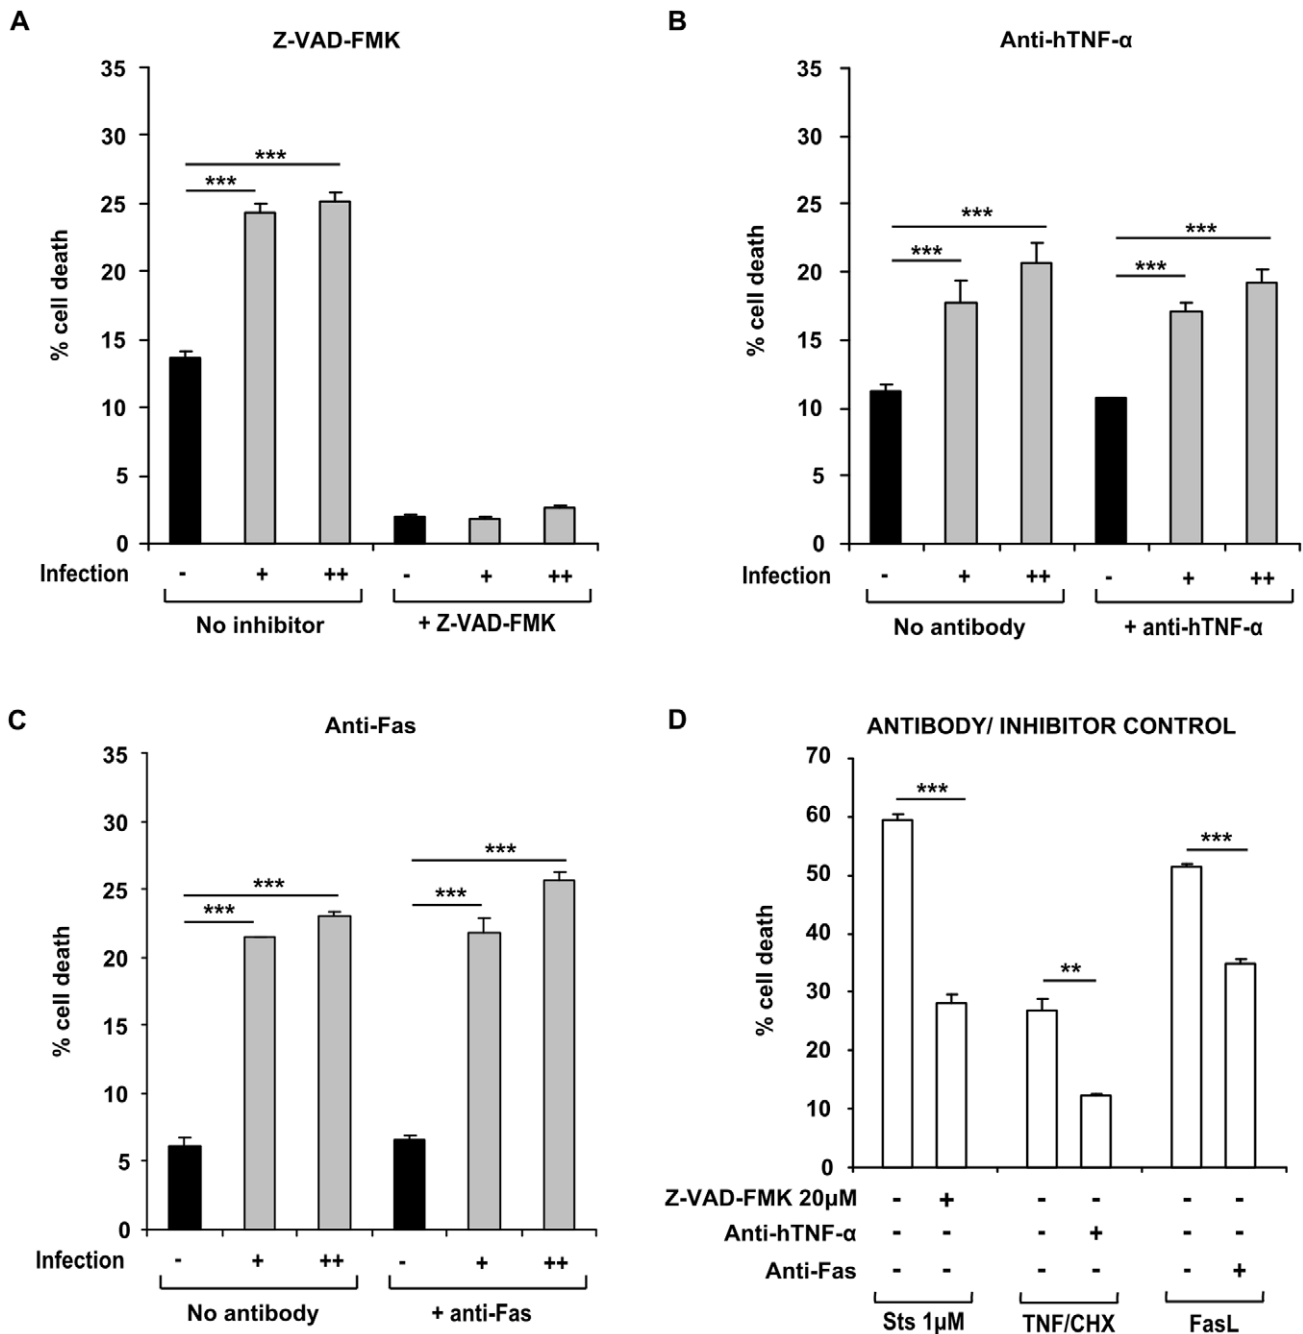 A
Z-VAD-FMK
35
30
25
20
15
10
5
0
% cell death
***
***
Infection - + ++ - + ++
No inhibitor + Z-VAD-FMK
B
Anti-hTNF-α
35
30
25
20
15
10
5
0
% cell death
*** ***
*** ***
Infection - + ++ - + ++
No antibody + anti-hTNF-α
C
Anti-Fas
35
30
25
20
15
10
5
0
% cell death
*** ***
*** ***
Infection - + ++ - + ++
No antibody + anti-Fas
D
ANTIBODY/ INHIBITOR CONTROL
70
60
50
40
30
20
10
0
% cell death
*** ** ***
Z-VAD-FMK 20µM - + - - - -
Anti-hTNF-α - - - + - -
Anti-Fas - - - - - +
Sts 1µM TNF/CHX FasL